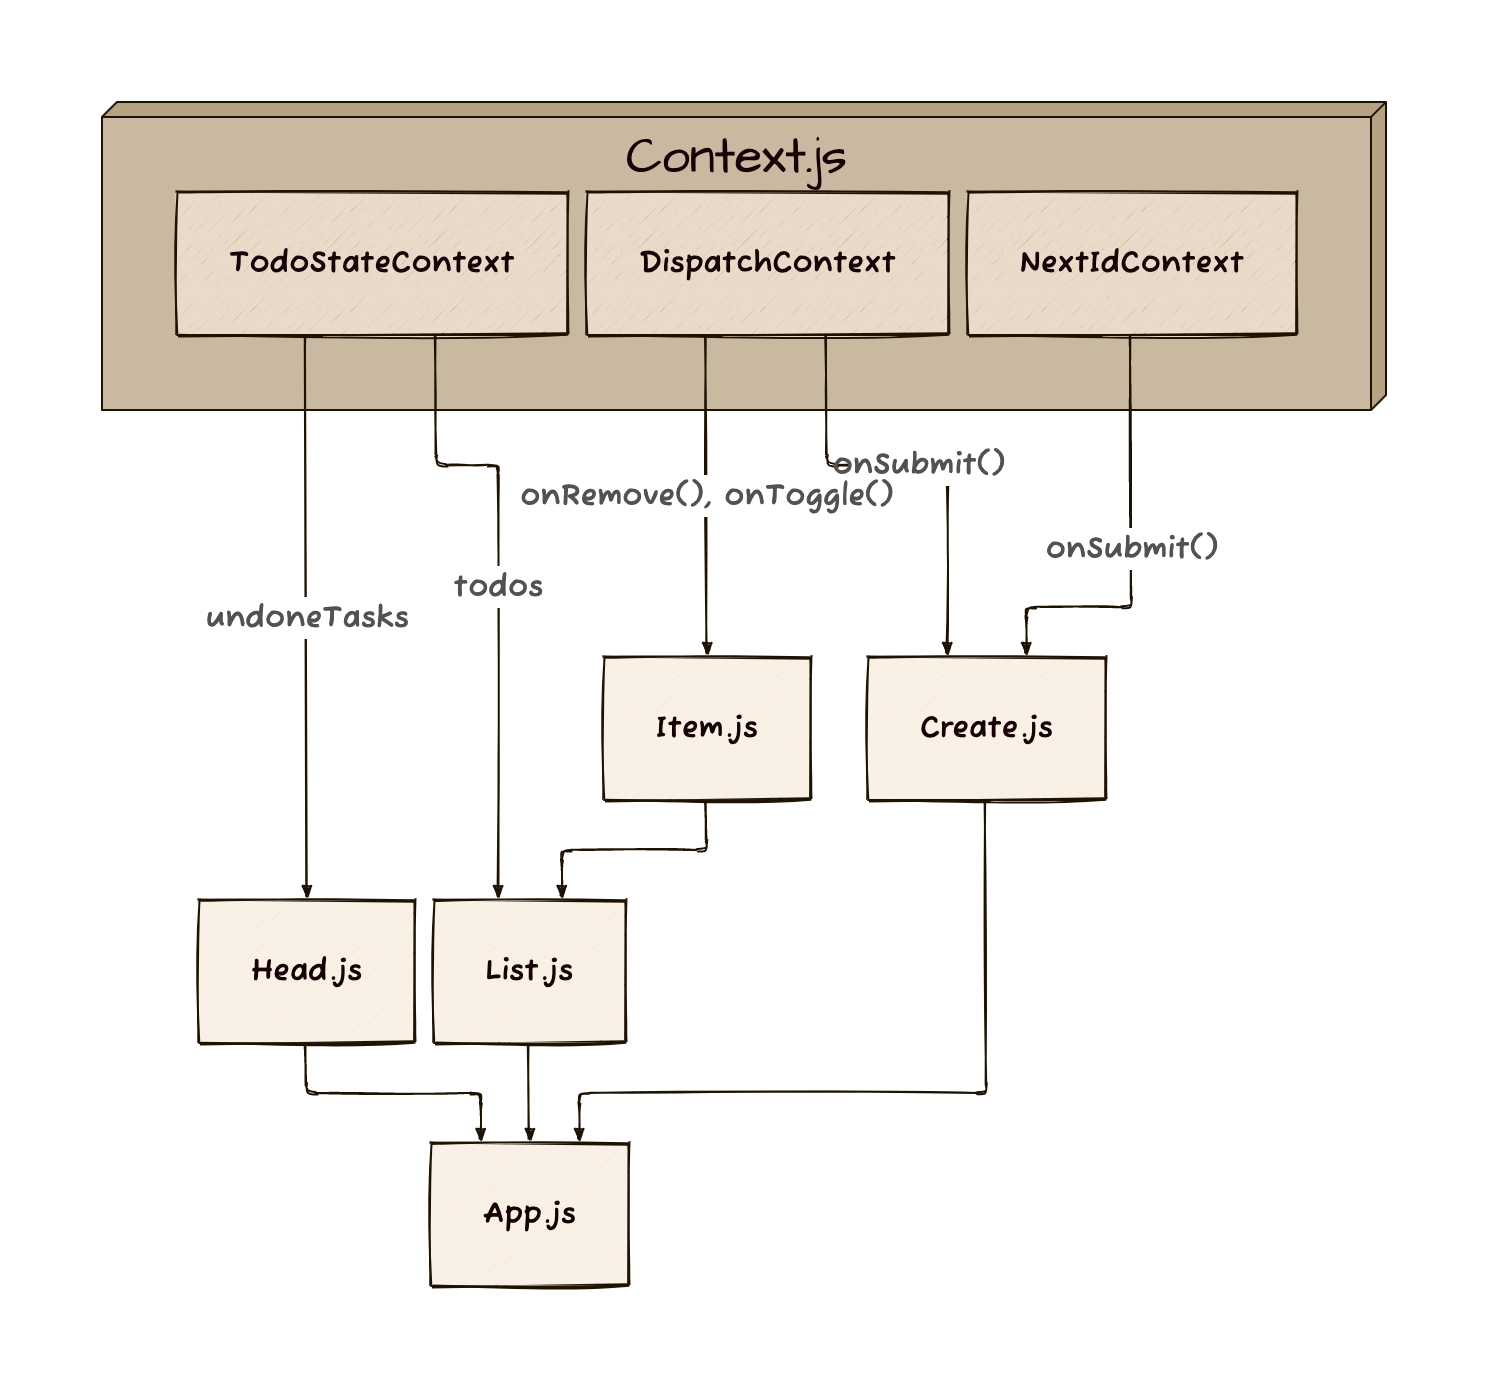 Context.js
TodoStateContext
DispatchContext
NextIdContext
onSubmit()
onRemove(), onToggle()
onSubmit()
todos
undoneTasks
Item.js
Create.js
Head.js
List.js
App.js